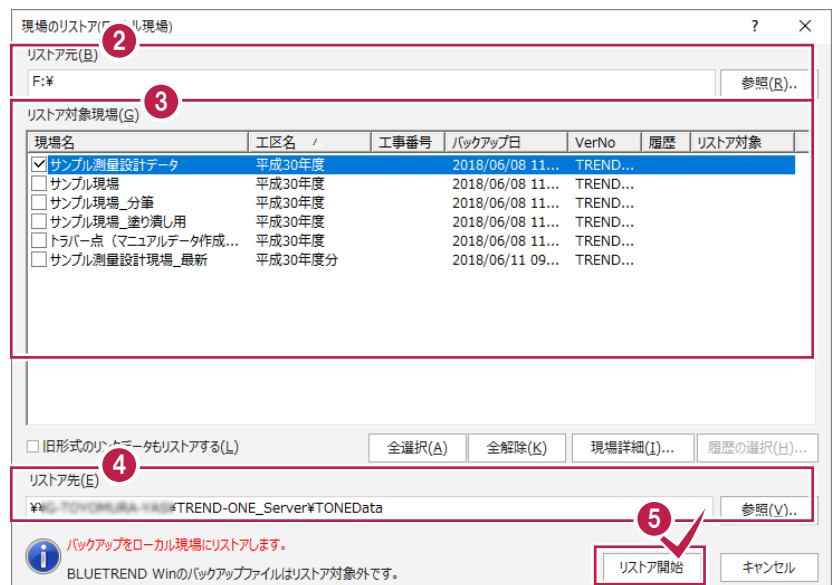 現場のリストア(ル現場) ? ×
2
リストア元(B)
F:¥ 参照(R)..
3
リストア対象現場(G)
現場名 工区名 工事番号 バックアップ日 VerNo 履歴 リストア対象
サンプル測量設計データ 平成30年度 2018/06/08 11... TREND...
サンプル現場 平成30年度 2018/06/08 11... TREND...
サンプル現場_分筆 平成30年度 2018/06/08 11... TREND...
サンプル現場_塗り潰し用 平成30年度 2018/06/08 11... TREND...
トラバー点（マニュアルデータ作成... 平成30年度 2018/06/08 11... TREND...
サンプル測量設計現場_最新 平成30年度分 2018/06/11 09... TREND...
旧形式のリンクデータもリストアする(L) 全選択(A) 全解除(K) 現場詳細(I)... 履歴の選択(H)...
4
リストア先(E)
¥¥ ¥TREND-ONE_Server¥TONEData 参照(V)..
5
バックアップをローカル現場にリストアします。
BLUETREND Winのバックアップファイルはリストア対象外です。
リストア開始 キャンセル